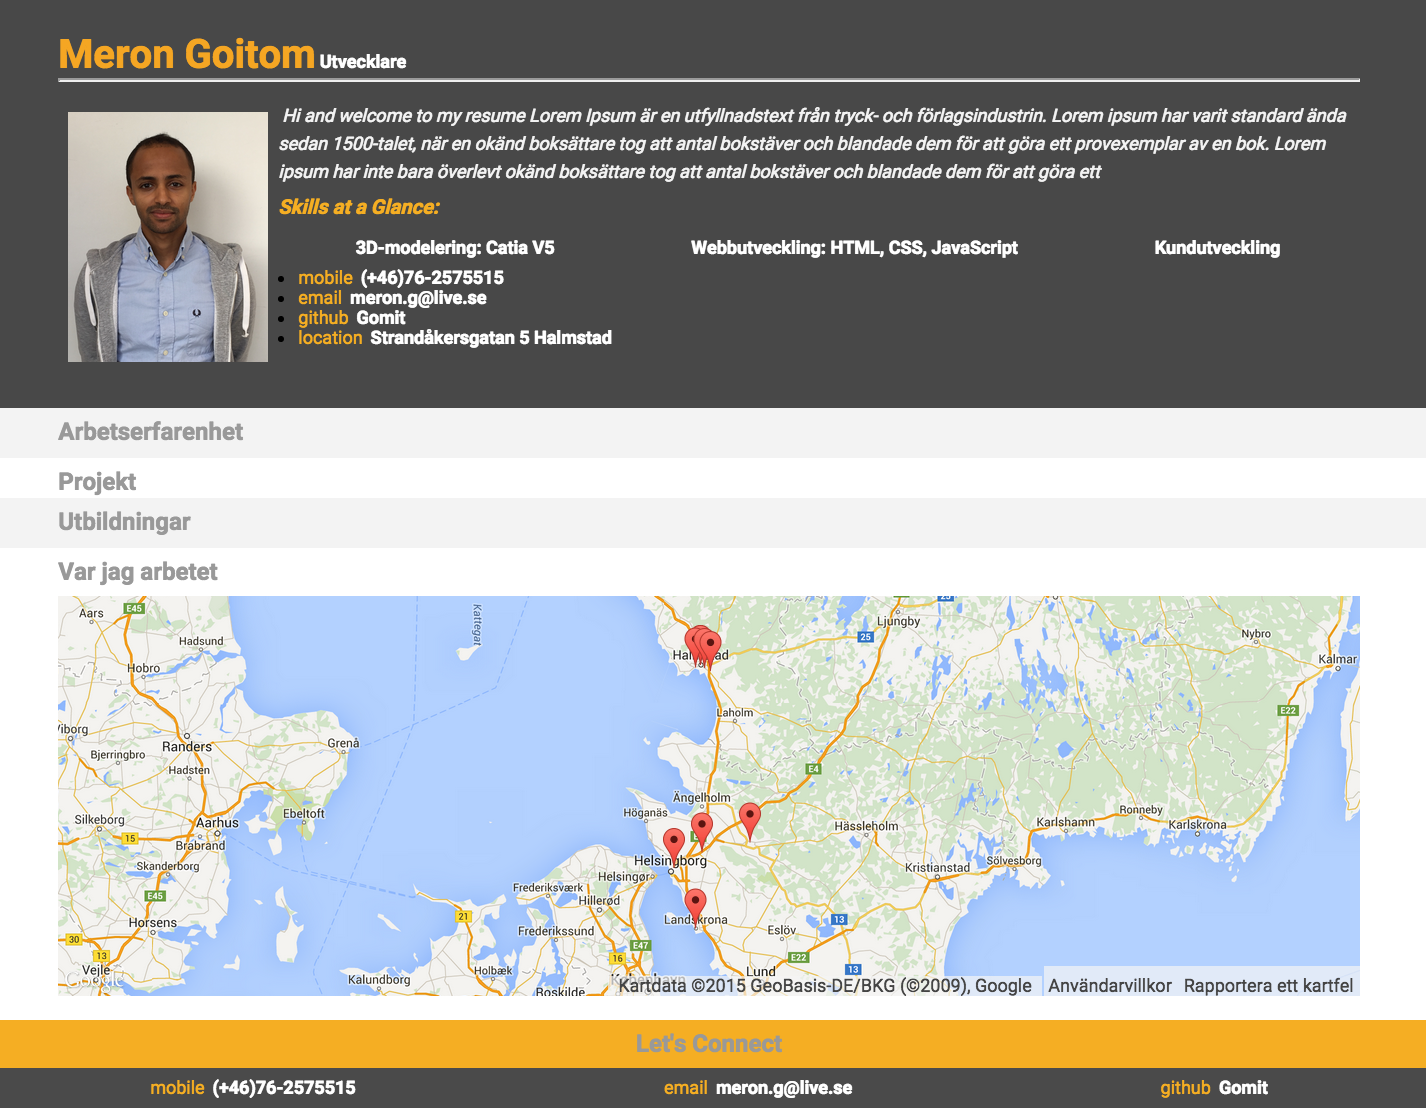 Meron Goitom Utvecklare
Hi and welcome to my resume Lorem Ipsum är en utfyllnadstext från tryck- och förlagsindustrin. Lorem ipsum har varit standard ända
sedan 1500-talet, när en okänd boksättare tog att antal bokstäver och blandade dem för att göra ett provexemplar av en bok. Lorem
ipsum har inte bara överlevt okänd boksättare tog att antal bokstäver och blandade dem för att göra ett
Skills at a Glance:
3D-modelering: Catia V5 Webbutveckling: HTML, CSS, JavaScript Kundutveckling
mobile (+46)76-2575515
email meron.g@live.se
github Gomit
location Strandåkersgatan 5 Halmstad
Arbetserfarenhet
Projekt
Utbildningar
Var jag arbetet
Aars
E45
Kattegat
25
Ljungby
25
Nybro
Kalmar
Hadsund
Hobro
Laholm
E22
Viborg
Randers
Grenå
Bjerringbro
Hadsten
E4
Ängelholm
Höganäs
Ebeltoft
Silkeborg
Aarhus
15
Brabrand
Hässleholm
Karlshamn
Ronneby
Karlskrona
Skanderborg
Helsingborg
Helsingør
Kristianstad
Sölvesborg
E45
Frederiksværk
Hillerød
Horsens
21
Landskrona
13
Frederikssund
Eslöv
30
13
E47
16
E22
Vejle
Kalundborg
Holbæk
Roskilde
Lund
13
Google
Kartdata ©2015 GeoBasis-DE/BKG (©2009), Google Användarvillkor Rapportera ett kartfel
Let's Connect
mobile (+46)76-2575515 email meron.g@live.se github Gomit